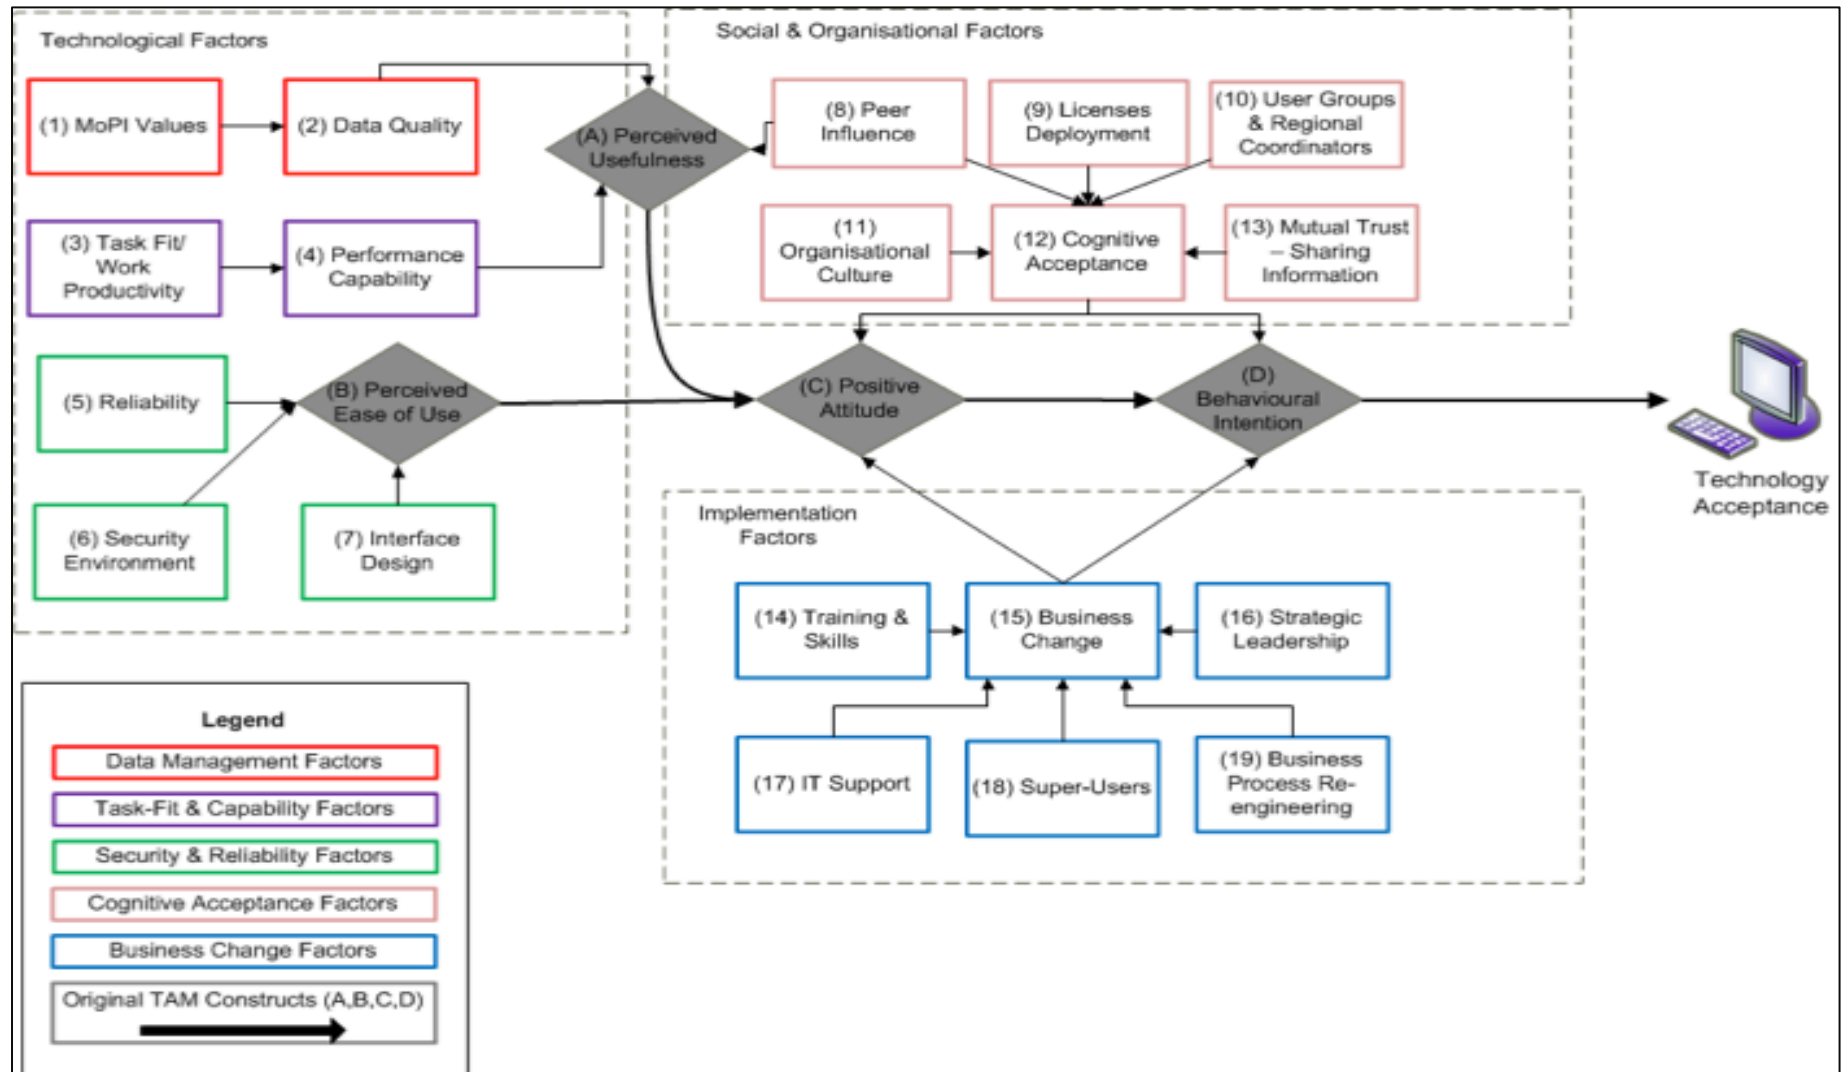 Technological Factors
(1) MoPI Values
(2) Data Quality
(A) Perceived
Usefulness
(3) Task Fit/
Work
Productivity
(4) Performance
Capability
(5) Reliability
(B) Perceived
Ease of Use
(6) Security
Environment
(7) Interface
Design
Social & Organisational Factors
(8) Peer
Influence
(9) Licenses
Deployment
(10) User Groups
& Regional
Coordinators
(11)
Organisational
Culture
(12) Cognitive
Acceptance
(13) Mutual Trust
– Sharing
Information
(C) Positive
Attitude
(D)
Behavioural
Intention
Technology
Acceptance
Implementation
Factors
(14) Training &
Skills
(15) Business
Change
(16) Strategic
Leadership
(17) IT Support
(18) Super-Users
(19) Business
Process Re-
engineering
Legend
Data Management Factors
Task-Fit & Capability Factors
Security & Reliability Factors
Cognitive Acceptance Factors
Business Change Factors
Original TAM Constructs (A,B,C,D)